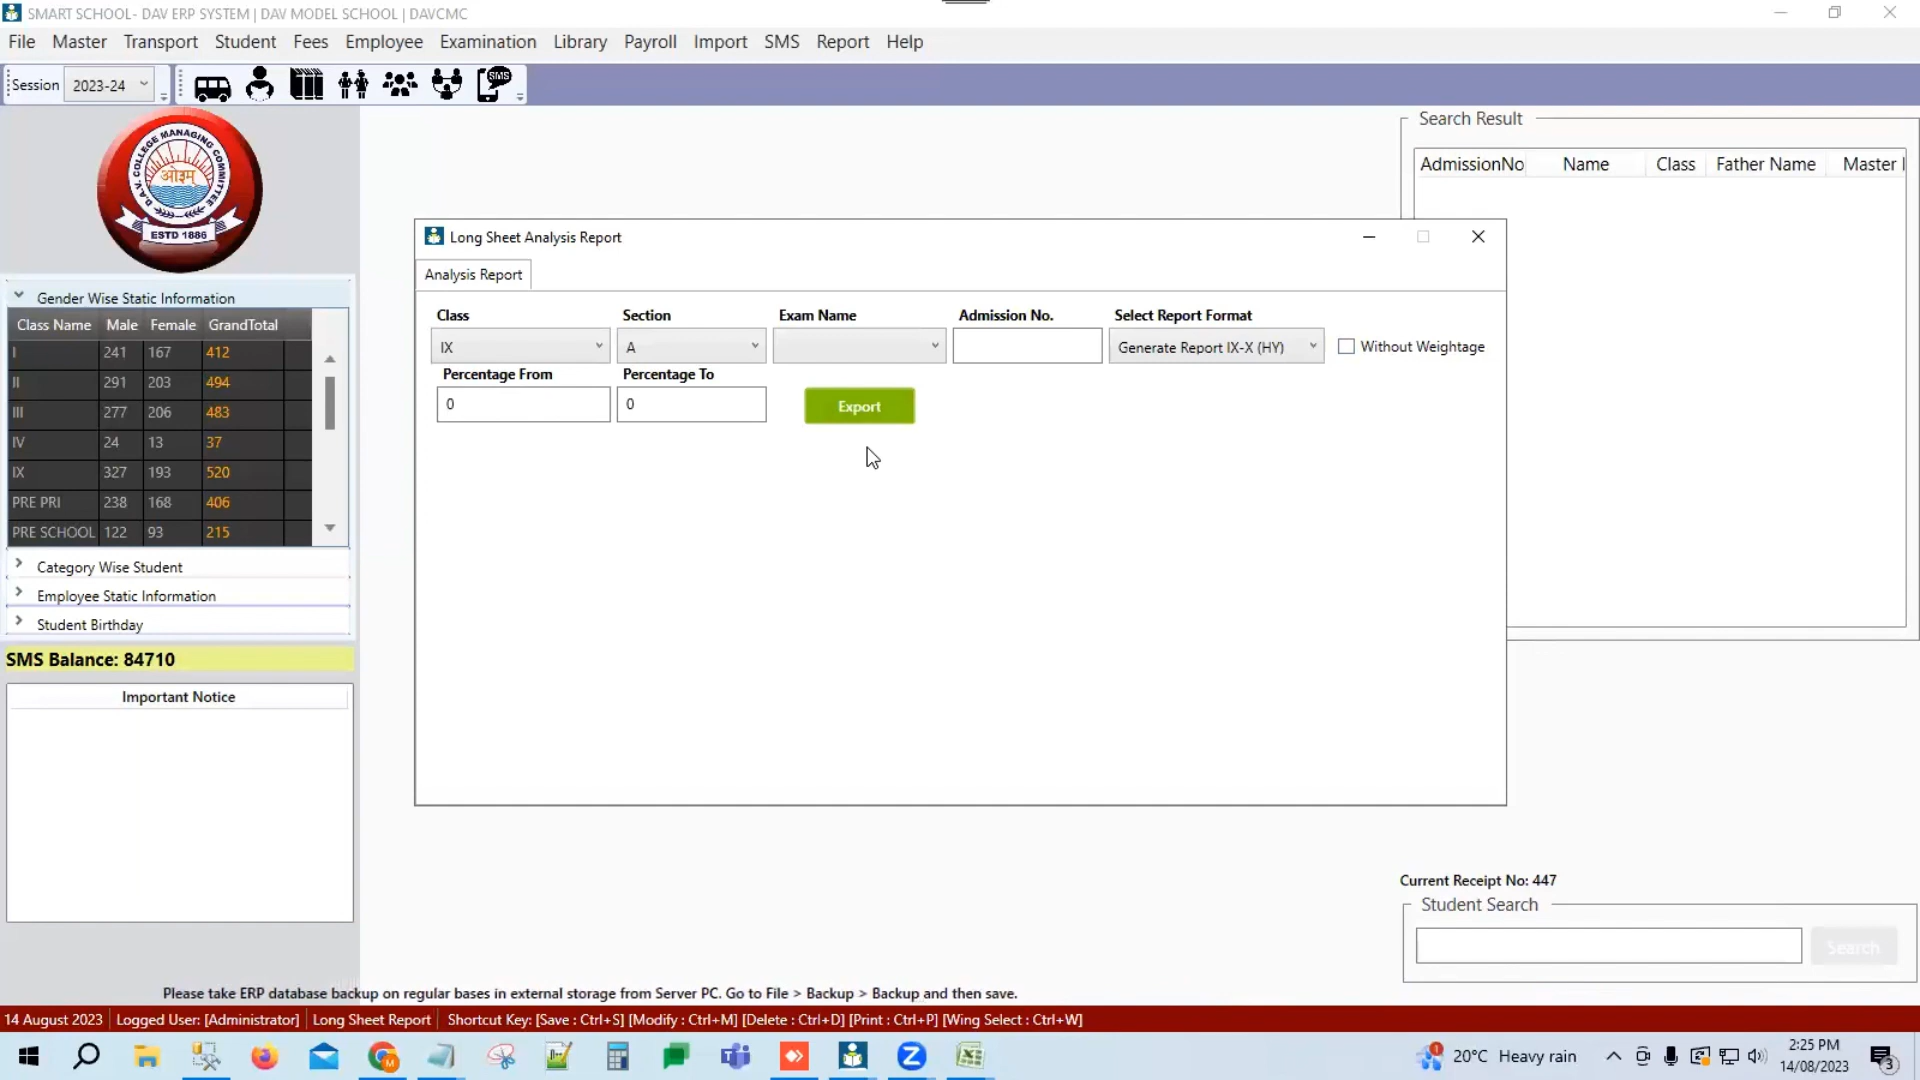 SMART SCHOOL- DAV ERP SYSTEM | DAV MODEL SCHOOL | DAVCMC
File Master Transport Student Fees Employee Examination Library Payroll Import SMS Report Help
Session 2023-24 SMS
D.A.V. COLLEGE MANAGING COMMITTEE
ओ३म्
ESTD 1886
Gender Wise Static Information
Class Name Male Female GrandTotal
I 241 167 412
II 291 203 494
III 277 206 483
IV 24 13 37
IX 327 193 520
PRE PRI 238 168 406
PRE SCHOOL 122 93 215
Category Wise Student
Employee Static Information
Student Birthday
SMS Balance: 84710
Important Notice
Long Sheet Analysis Report
Analysis Report
Class Section Exam Name Admission No. Select Report Format
IX A Generate Report IX-X (HY) Without Weightage
Percentage From Percentage To
0 0 Export
Search Result
AdmissionNo Name Class Father Name Master
Current Receipt No: 447
Student Search
Search
Please take ERP database backup on regular bases in external storage from Server PC. Go to File > Backup > Backup and then save.
14 August 2023 Logged User: [Administrator] Long Sheet Report Shortcut Key: [Save : Ctrl+S] [Modify : Ctrl+M] [Delete : Ctrl+D] [Print : Ctrl+P] [Wing Select : Ctrl+W]
20°C Heavy rain
2:25 PM
14/08/2023
3